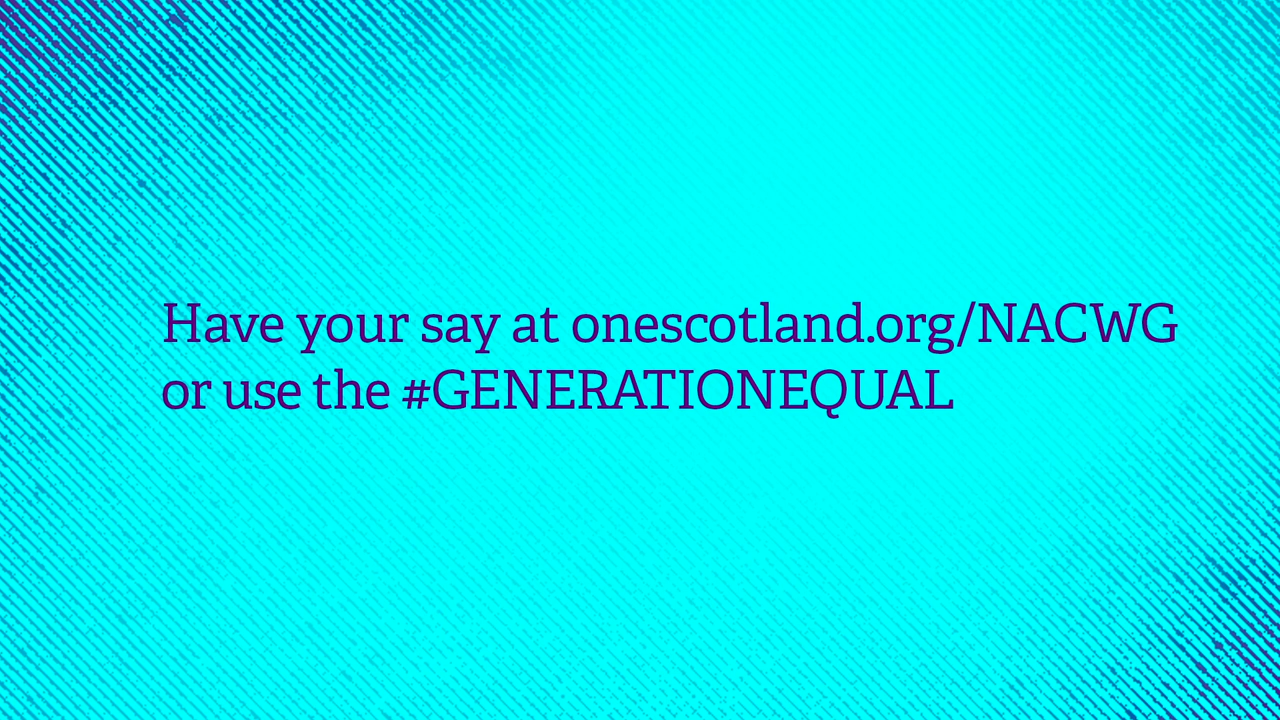 Have your say at onescotland.org/NACWG
or use the #GENERATIONEQUAL